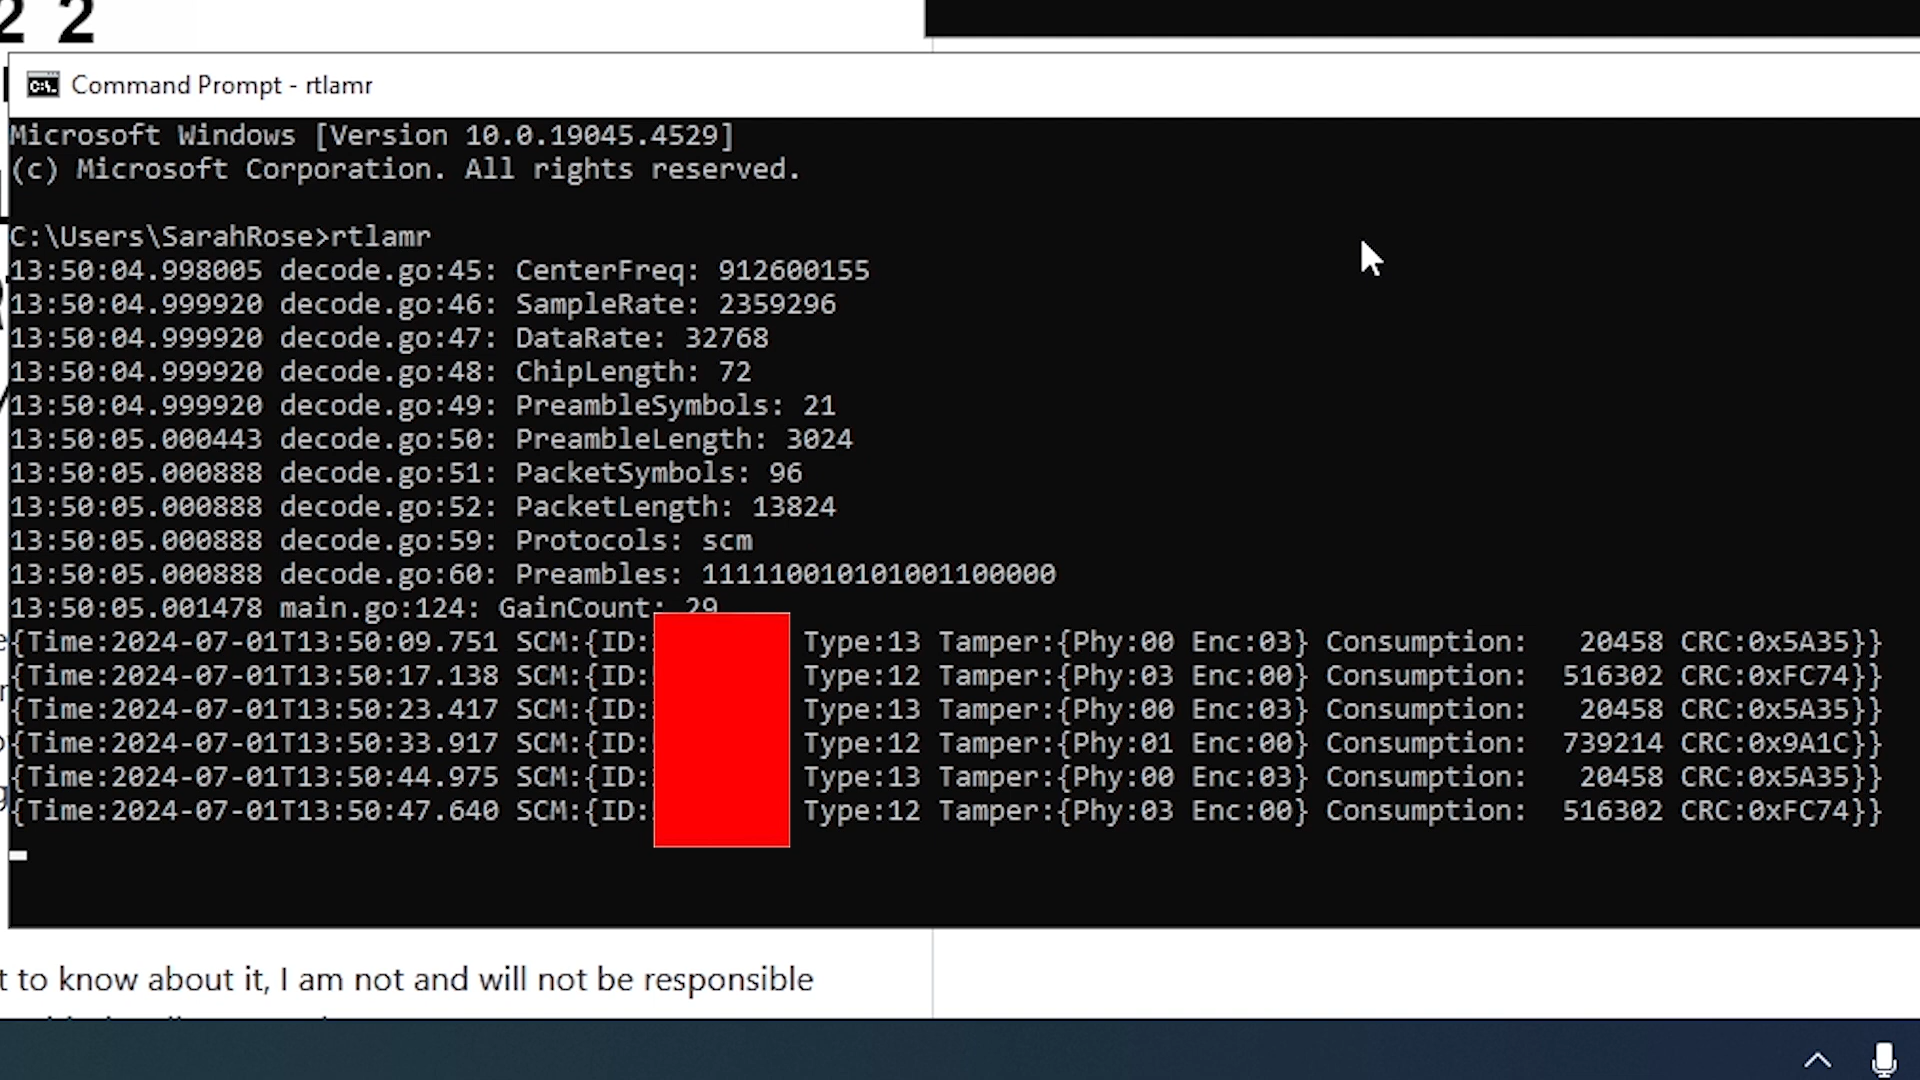 2 2
Command Prompt - rtlamr
Microsoft Windows [Version 10.0.19045.4529]
(c) Microsoft Corporation. All rights reserved.
C:\Users\SarahRose>rtlamr
13:50:04.998005 decode.go:45: CenterFreq: 912600155
13:50:04.999920 decode.go:46: SampleRate: 2359296
13:50:04.999920 decode.go:47: DataRate: 32768
13:50:04.999920 decode.go:48: ChipLength: 72
13:50:04.999920 decode.go:49: PreambleSymbols: 21
13:50:05.000443 decode.go:50: PreambleLength: 3024
13:50:05.000888 decode.go:51: PacketSymbols: 96
13:50:05.000888 decode.go:52: PacketLength: 13824
13:50:05.000888 decode.go:59: Protocols: scm
13:50:05.000888 decode.go:60: Preambles: 111110010101001100000
13:50:05.001478 main.go:124: GainCount: 29
{Time:2024-07-01T13:50:09.751 SCM:{ID: Type:13 Tamper:{Phy:00 Enc:03} Consumption: 20458 CRC:0x5A35}}
{Time:2024-07-01T13:50:17.138 SCM:{ID: Type:12 Tamper:{Phy:03 Enc:00} Consumption: 516302 CRC:0xFC74}}
{Time:2024-07-01T13:50:23.417 SCM:{ID: Type:13 Tamper:{Phy:00 Enc:03} Consumption: 20458 CRC:0x5A35}}
{Time:2024-07-01T13:50:33.917 SCM:{ID: Type:12 Tamper:{Phy:01 Enc:00} Consumption: 739214 CRC:0x9A1C}}
{Time:2024-07-01T13:50:44.975 SCM:{ID: Type:13 Tamper:{Phy:00 Enc:03} Consumption: 20458 CRC:0x5A35}}
{Time:2024-07-01T13:50:47.640 SCM:{ID: Type:12 Tamper:{Phy:03 Enc:00} Consumption: 516302 CRC:0xFC74}}
t to know about it, I am not and will not be responsible